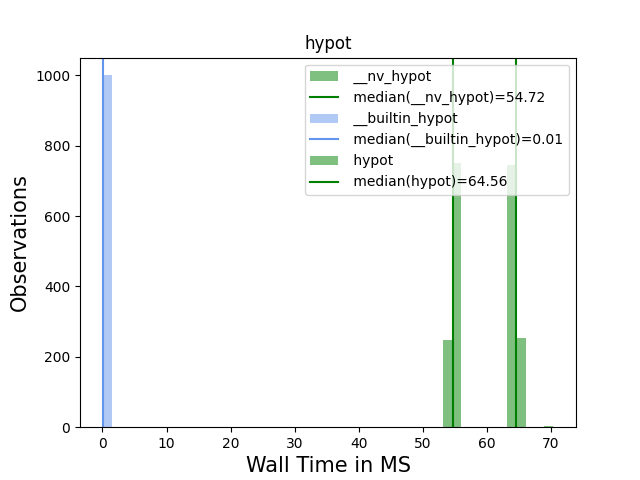 hypot
__nv_hypot
median(__nv_hypot)=54.72
__builtin_hypot
median(__builtin_hypot)=0.01
hypot
median(hypot)=64.56
Observations
1000
800
600
400
200
0
0 10 20 30 40 50 60 70
Wall Time in MS